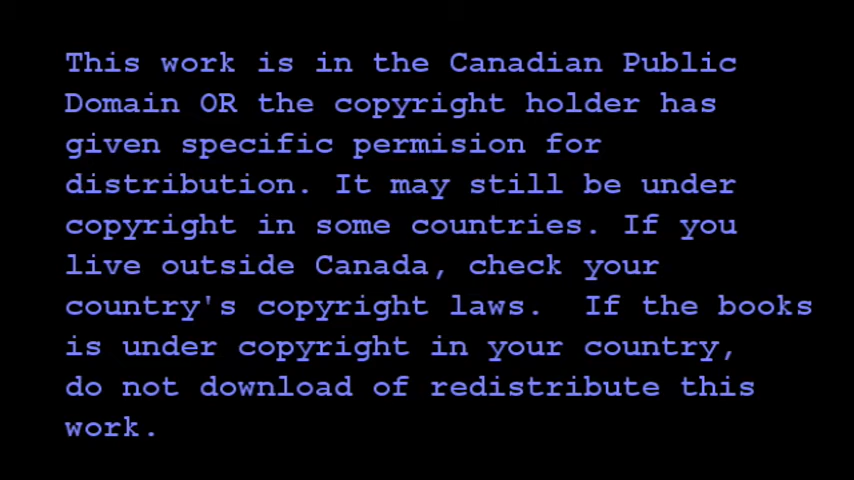 This work is in the Canadian Public
Domain OR the copyright holder has
given specific permision for
distribution. It may still be under
copyright in some countries. If you
live outside Canada, check your
country's copyright laws.  If the books
is under copyright in your country,
do not download of redistribute this
work.